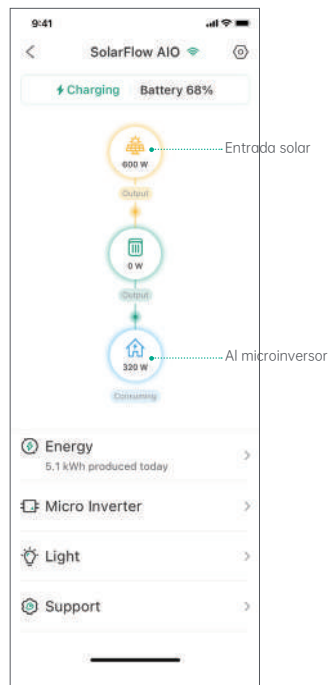 9:41
SolarFlow AIO
Charging Battery 68%
600 W
Entrada solar
Output
0 W
Output
320 W
Al microinversor
Consuming
Energy
5.1 kWh produced today
Micro Inverter
Light
Support